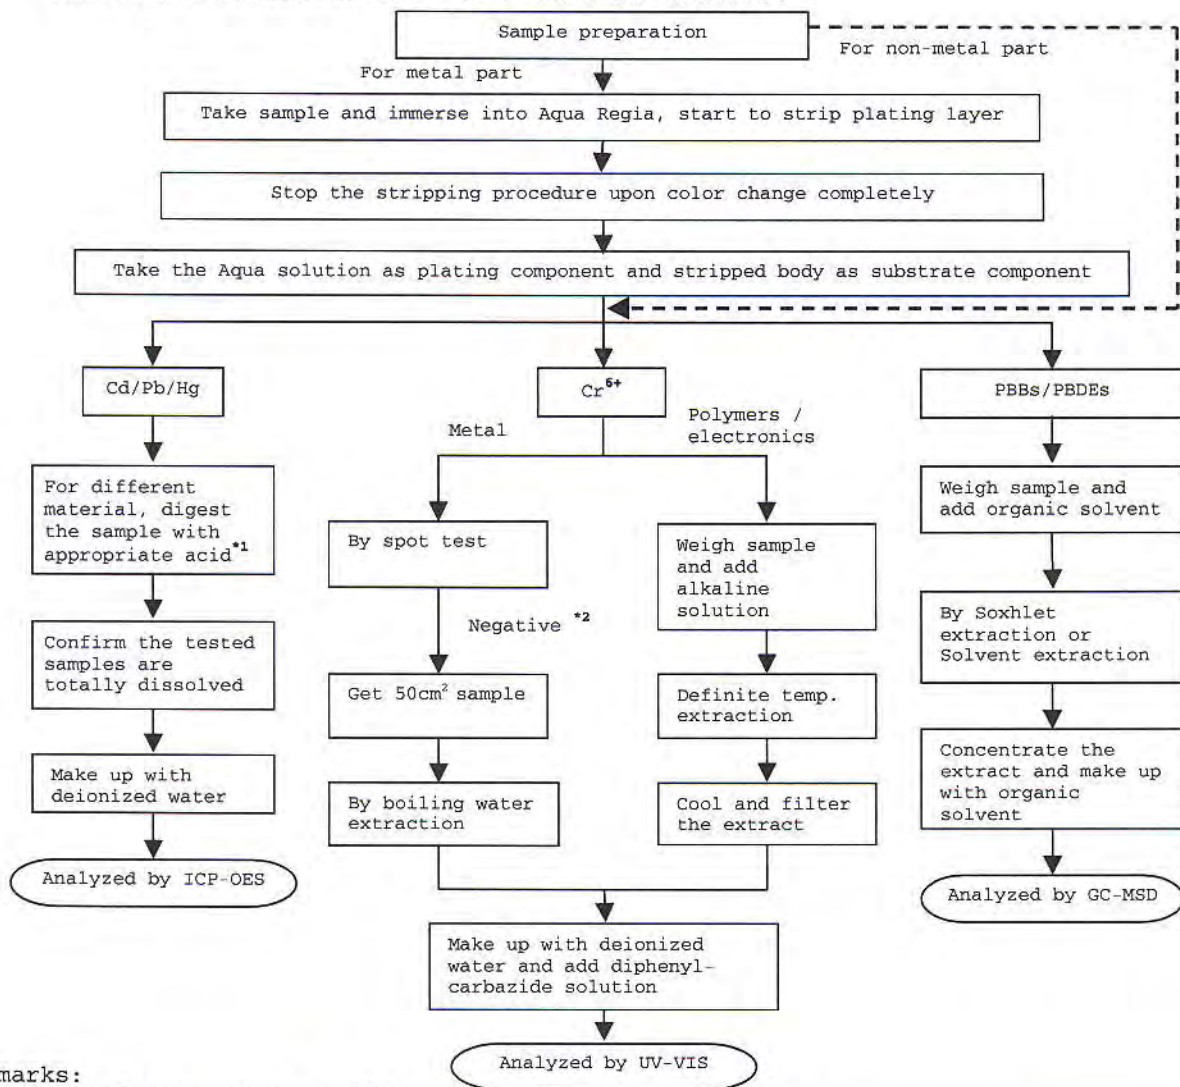 Sample preparation
For non-metal part
For metal part
Take sample and immerse into Aqua Regia, start to strip plating layer
Stop the stripping procedure upon color change completely
Take the Aqua solution as plating component and stripped body as substrate component
Cd/Pb/Hg
For different
material, digest
the sample with
appropriate acid*1
Confirm the tested
samples are
totally dissolved
Make up with
deionized water
Analyzed by ICP-OES
Cr6+
Metal
Polymers /
electronics
By spot test
Negative *2
Get 50cm² sample
By boiling water
extraction
Weigh sample
and add
alkaline
solution
Definite temp.
extraction
Cool and filter
the extract
Make up with deionized
water and add diphenyl-
carbazide solution
Analyzed by UV-VIS
PBBs/PBDEs
Weigh sample and
add organic solvent
By Soxhlet
extraction or
Solvent extraction
Concentrate the
extract and make up
with organic
solvent
Analyzed by GC-MSD
marks: